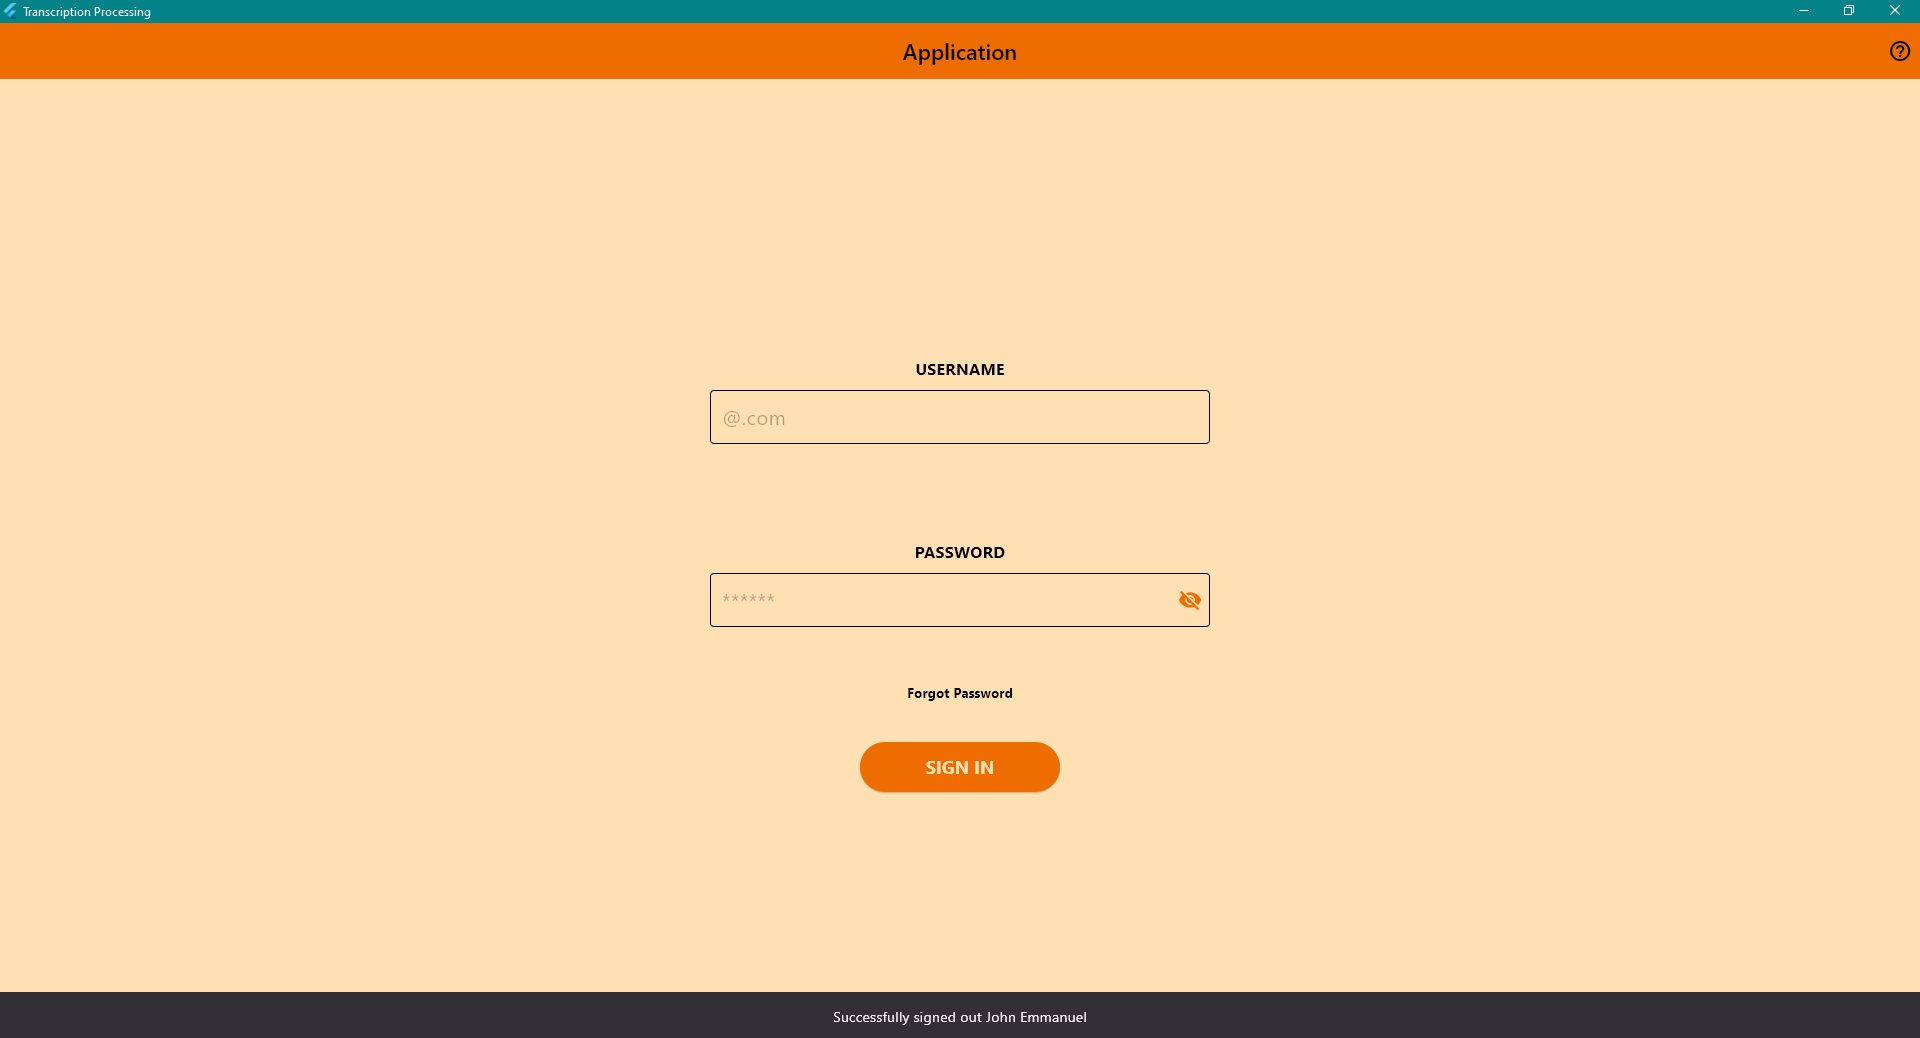 Transcription Processing
Application
USERNAME
@.com
PASSWORD
******
Forgot Password
SIGN IN
Successfully signed out John Emmanuel